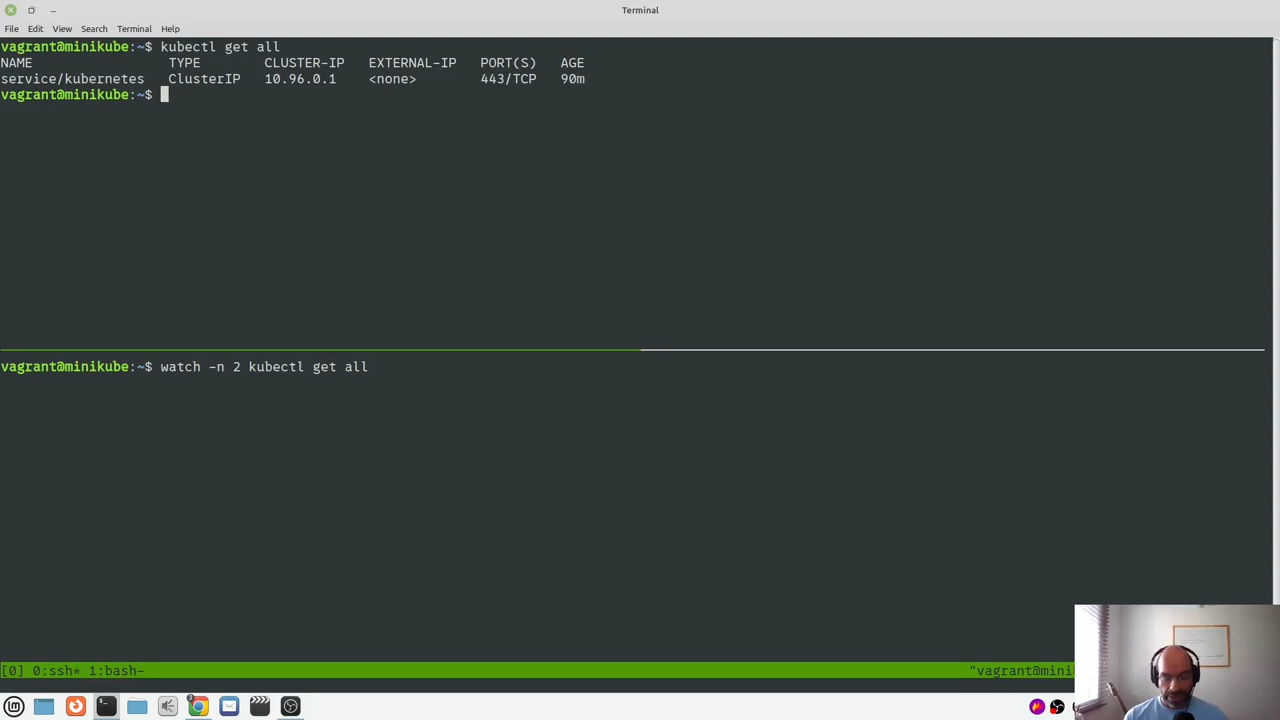 Terminal
File Edit View Search Terminal Help
vagrant@minikube:~$ kubectl get all
NAME TYPE CLUSTER-IP EXTERNAL-IP PORT(S) AGE
service/kubernetes ClusterIP 10.96.0.1 <none> 443/TCP 90m
vagrant@minikube:~$
vagrant@minikube:~$ watch -n 2 kubectl get all
[0] 0:ssh* 1:bash- "vagrant@mini
3